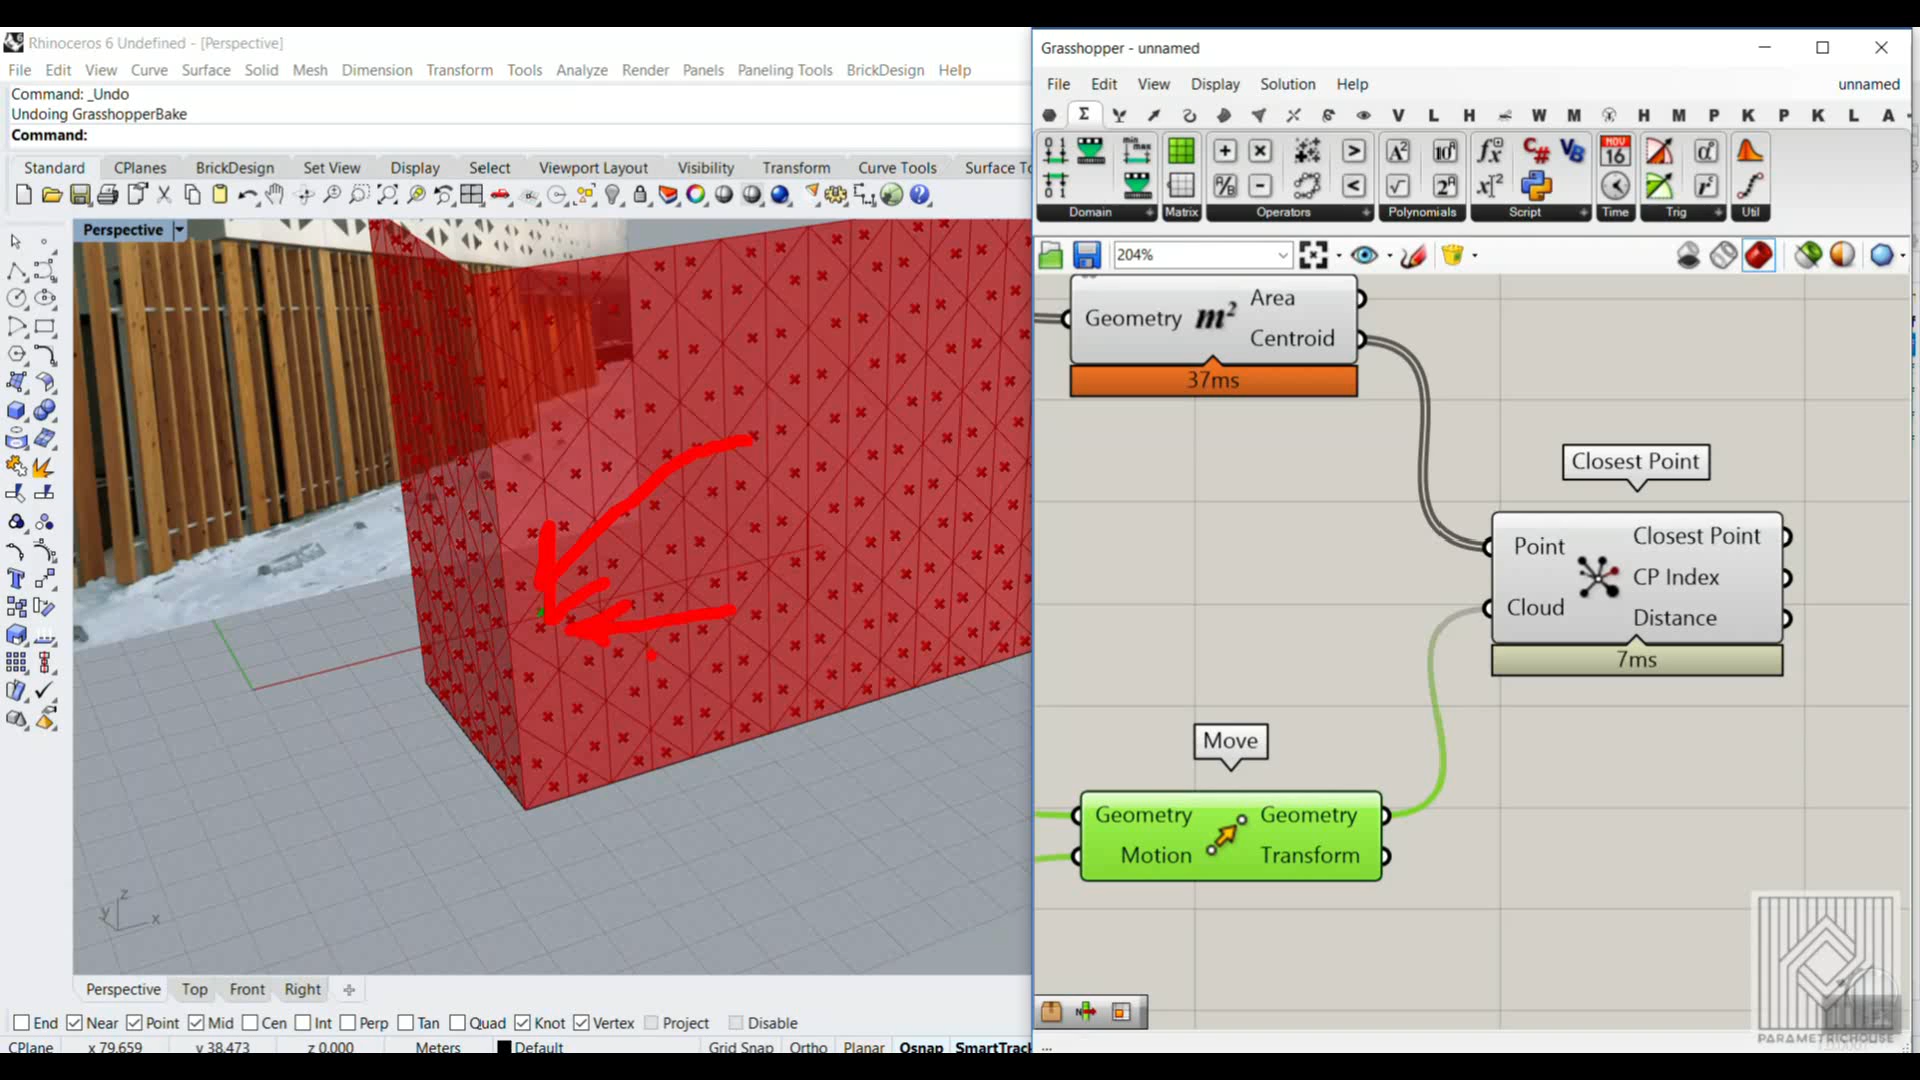 Rhinoceros 6 Undefined - [Perspective]
File Edit View Curve Surface Solid Mesh Dimension Transform Tools Analyze Render Panels Paneling Tools BrickDesign Help
Command: _Undo
Undoing GrasshopperBake
Command:
Standard CPlanes BrickDesign Set View Display Select Viewport Layout Visibility Transform Curve Tools Surface To
Perspective
z
y x
Perspective Top Front Right
End Near Point Mid Cen Int Perp Tan Quad Knot Vertex Project Disable
CPlane x 79.659 y 38.473 z 0.000 Meters Default Grid Snap Ortho Planar Osnap SmartTrack
Grasshopper - unnamed
File Edit View Display Solution Help unnamed
Σ V L H W M H M P K P K L A
Domain Matrix Operators Polynomials Script Time Trig Util
204%
Geometry m² Area
Centroid
37ms
Closest Point
Point Closest Point
CP Index
Cloud Distance
7ms
Move
Geometry Geometry
Motion Transform
PARAMETRICHOUSE